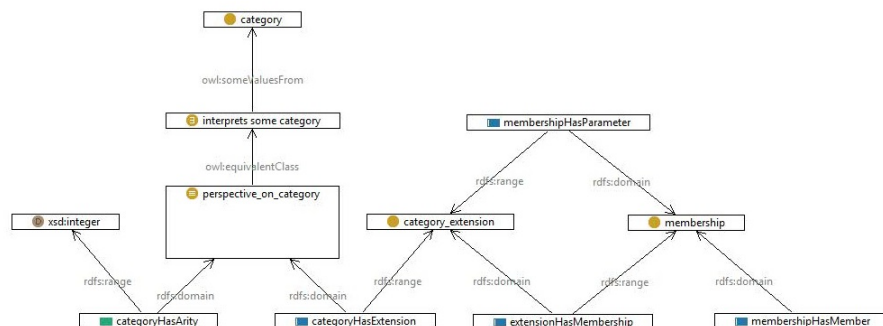 category
owl:someValuesFrom
interprets some category
membershipHasParameter
owl:equivalentClass
rdfs:range
rdfs:domain
perspective_on_category
xsd:integer
category_extension
membership
rdfs:range
rdfs:domain
rdfs:domain
rdfs:range
rdfs:domain
rdfs:range
rdfs:domain
categoryHasArity
categoryHasExtension
extensionHasMembership
membershipHasMember